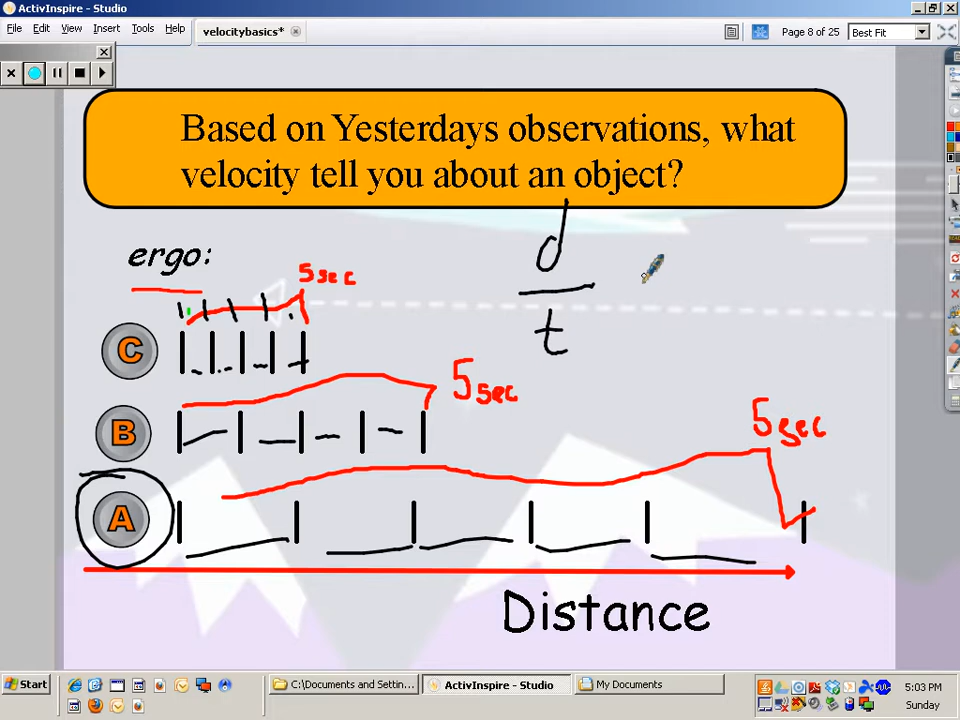 ActivInspire - Studio
File Edit View Insert Tools Help
velocitybasics*
Page 8 of 25
Best Fit
Based on Yesterdays observations, what
velocity tell you about an object?
d
ergo:
5 sec
t
C
5 sec
B
5 sec
A
Distance
Start
C:\Documents and Settin...
ActivInspire - Studio
My Documents
5:03 PM
Sunday